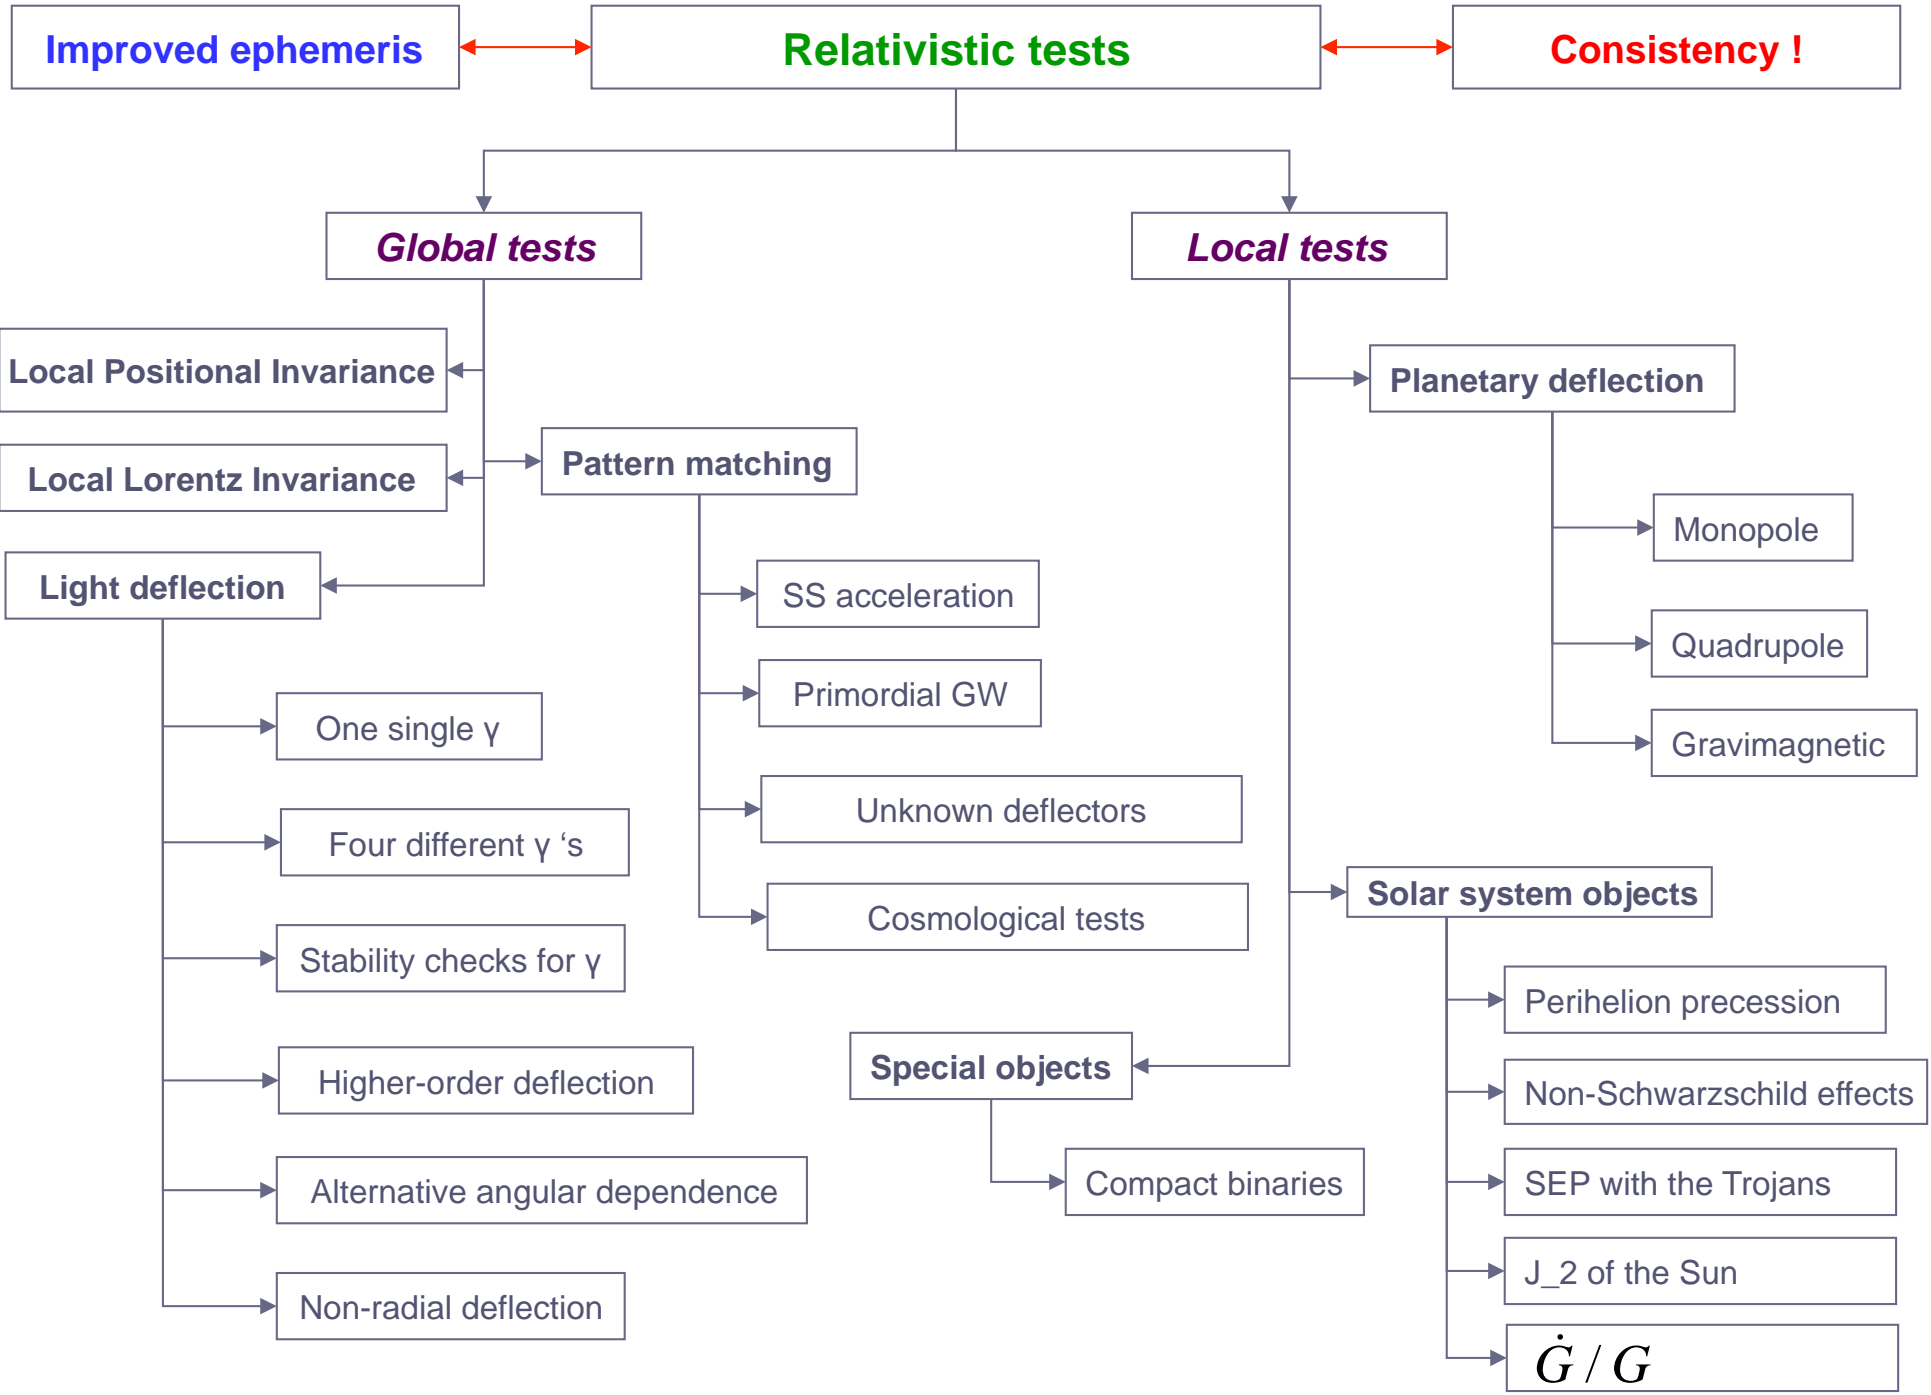 Improved ephemeris
Relativistic tests
Consistency !
Global tests
Local tests
Local Positional Invariance
Local Lorentz Invariance
Pattern matching
Light deflection
SS acceleration
Primordial GW
Unknown deflectors
Cosmological tests
One single γ
Four different γ ‘s
Stability checks for γ
Higher-order deflection
Alternative angular dependence
Non-radial deflection
Planetary deflection
Monopole
Quadrupole
Gravimagnetic
Solar system objects
Perihelion precession
Non-Schwarzschild effects
SEP with the Trojans
J_2 of the Sun
Ġ / G
Special objects
Compact binaries